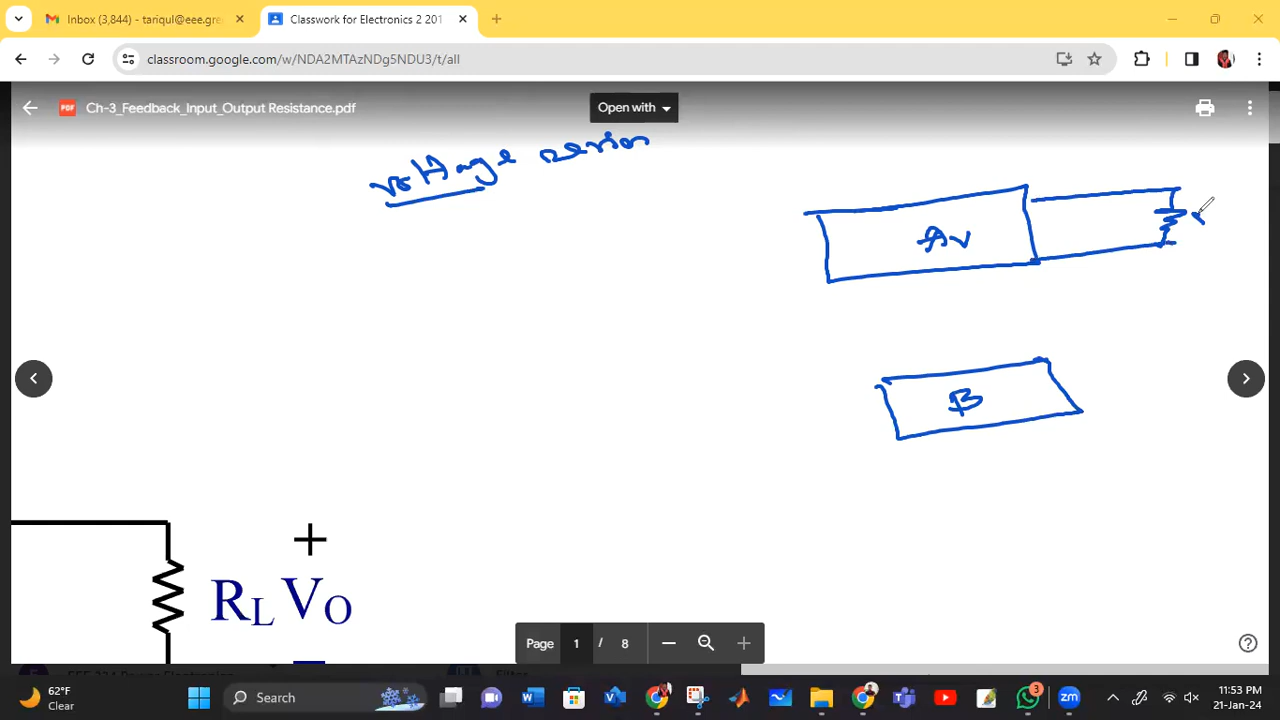 Inbox (3,844) - tariqul@eee.gre
Classwork for Electronics 2 201
classroom.google.com/w/NDA2MTAzNDg5NDU3/t/all
Ch-3_Feedback_Input_Output Resistance.pdf
Open with
voltage series
Av
B
+
RL VO
Page 1 / 8
62°F
Clear
Search
3
11:53 PM
21-Jan-24